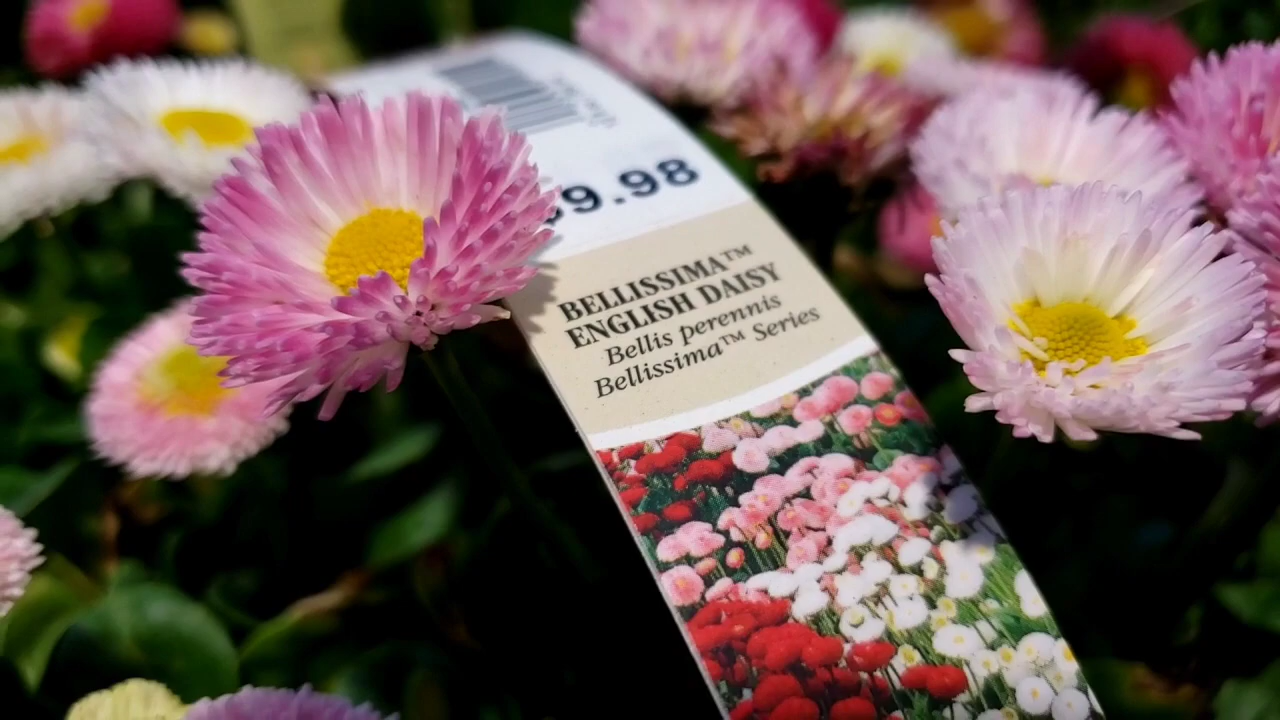 9.98
BELLISSIMA™
ENGLISH DAISY
Bellis perennis
Bellissima™ Series